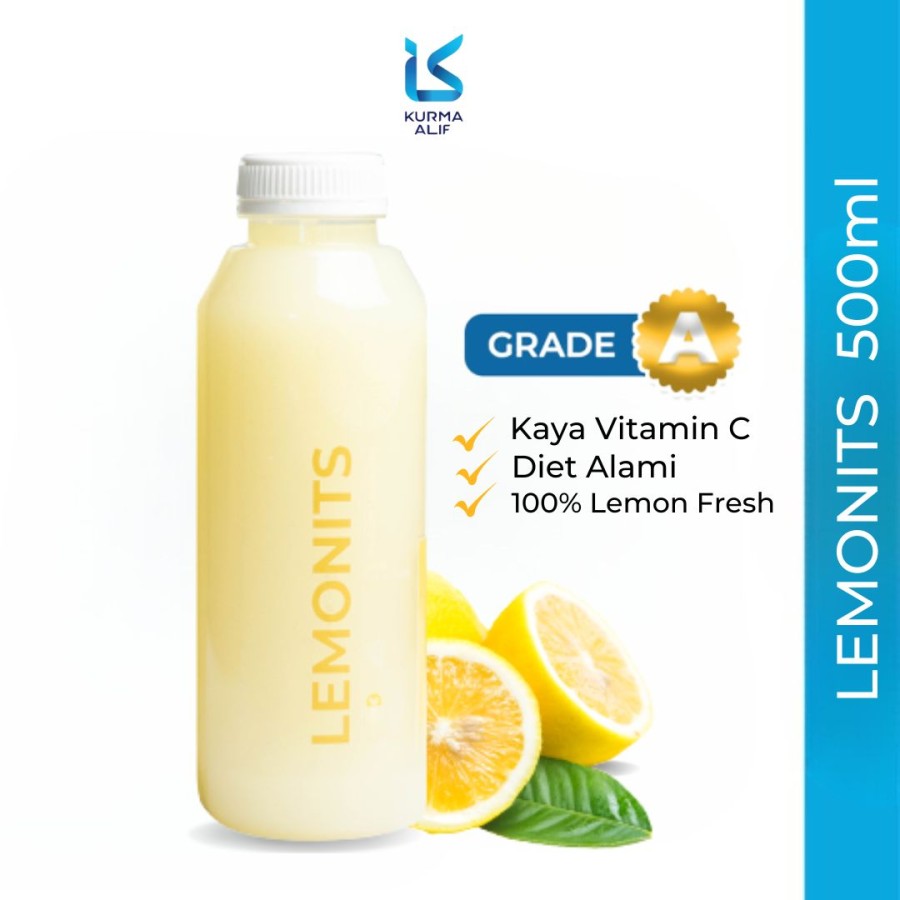 KURMA
ALIF
GRADE A
Kaya Vitamin C
Diet Alami
100% Lemon Fresh
LEMONITS
LEMONITS 500ml